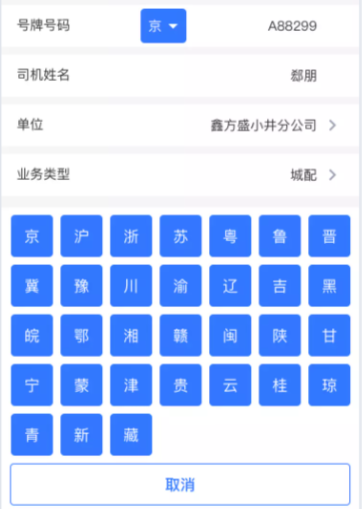 号牌号码 京 A88299
司机姓名 郄朋
单位 鑫方盛小井分公司
业务类型 城配
京 沪 浙 苏 粤 鲁 晋
冀 豫 川 渝 辽 吉 黑
皖 鄂 湘 赣 闽 陕 甘
宁 蒙 津 贵 云 桂 琼
青 新 藏
取消